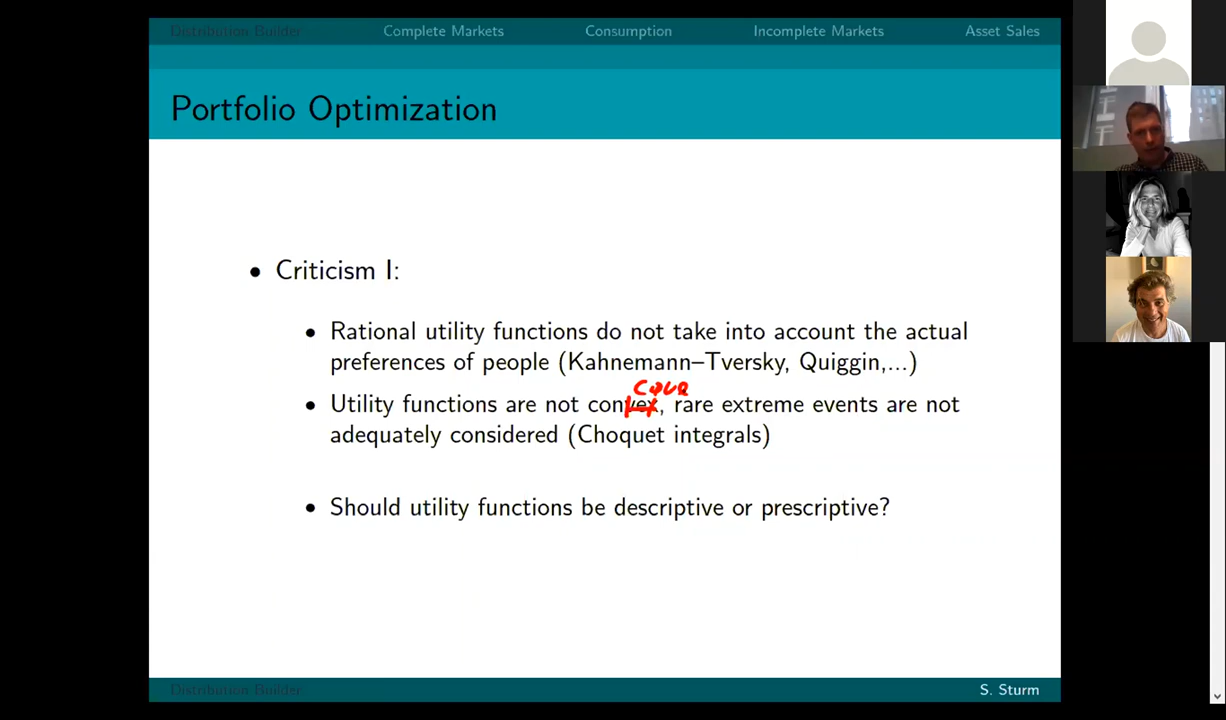 Distribution Builder Complete Markets Consumption Incomplete Markets Asset Sales
Portfolio Optimization
• Criticism I:
• Rational utility functions do not take into account the actual
preferences of people (Kahnemann–Tversky, Quiggin,...)
• Utility functions are not convex, rare extreme events are not
adequately considered (Choquet integrals)
• Should utility functions be descriptive or prescriptive?
Distribution Builder S. Sturm